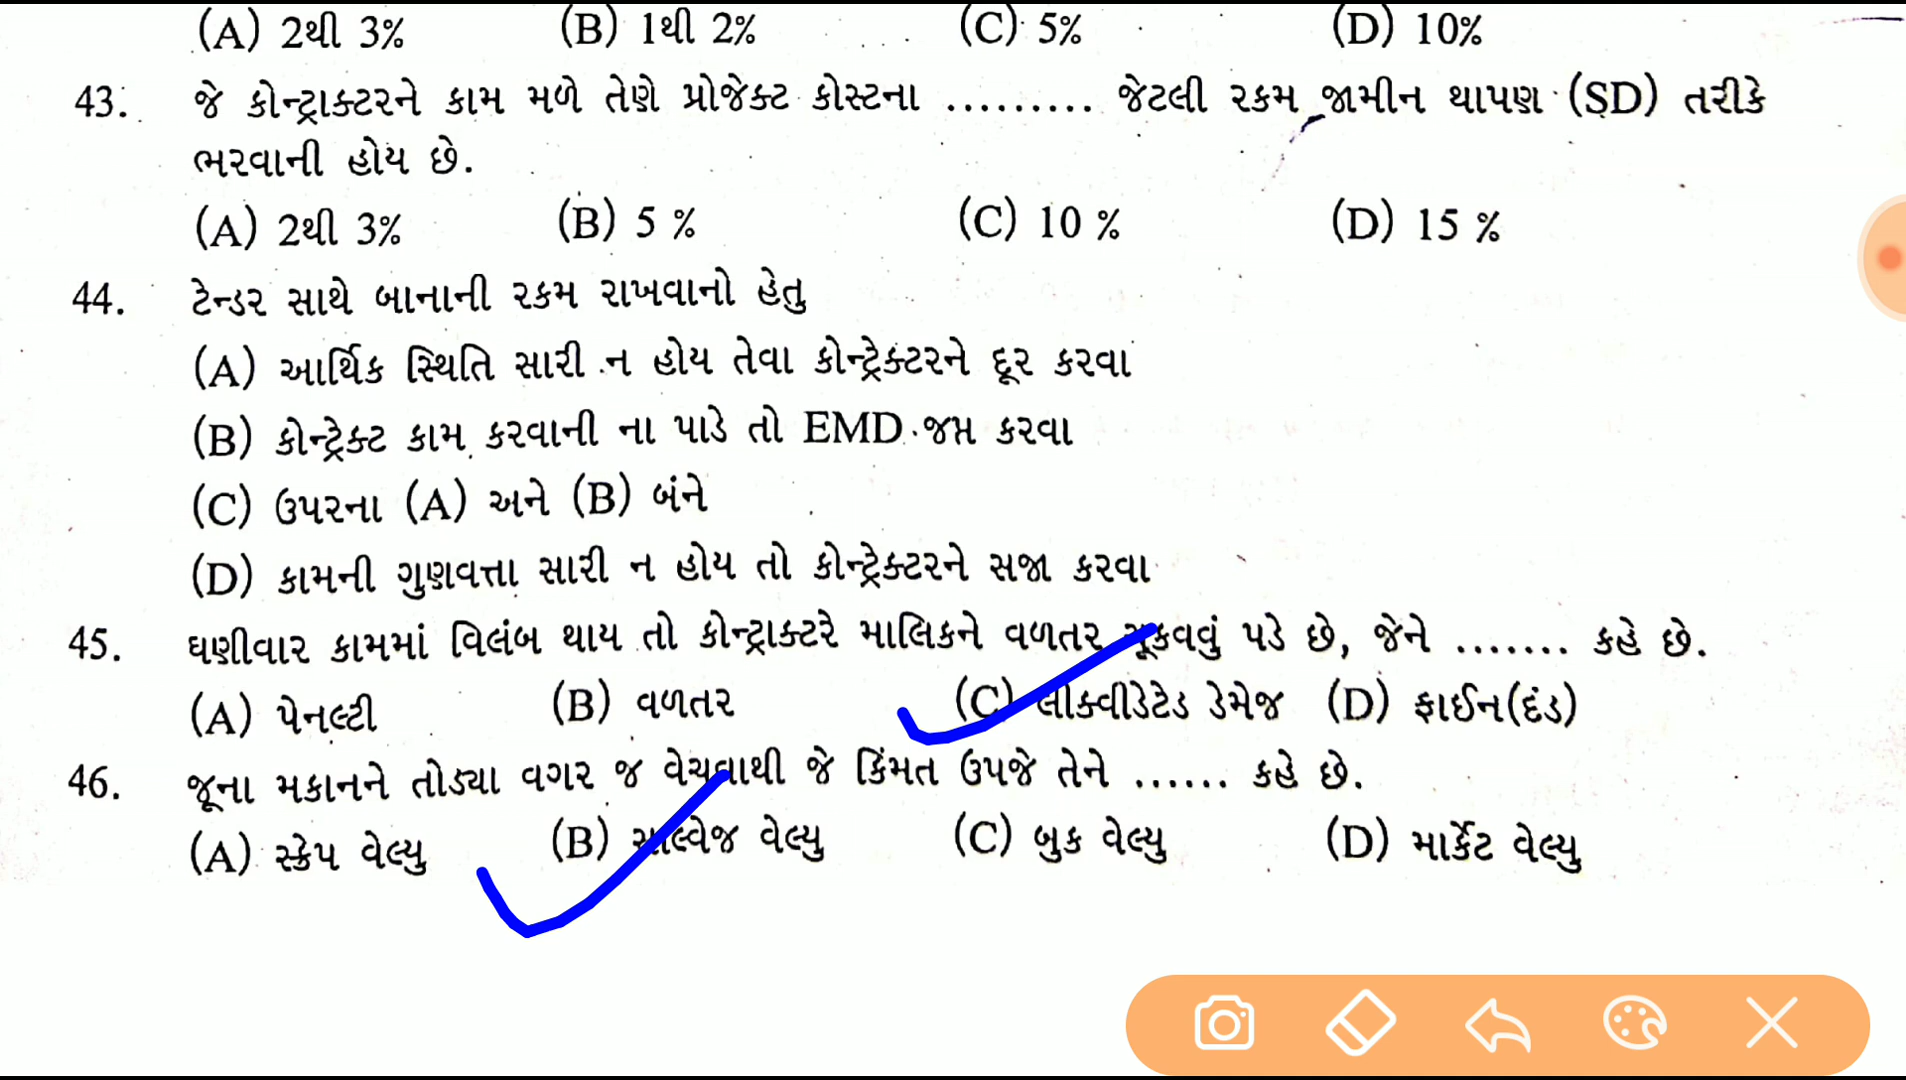 (A) 2થી 3% (B) 1થી 2% (C) 5% (D) 10%
43. જે કોન્ટ્રાક્ટરને કામ મળે તેણે પ્રોજેક્ટ કોસ્ટના ......... જેટલી રકમ જામીન થાપણ (SD) તરીકે
ભરવાની હોય છે.
(A) 2થી 3% (B) 5 % (C) 10 % (D) 15 %
44. ટેન્ડર સાથે બાનાની રકમ રાખવાનો હેતુ
(A) આર્થિક સ્થિતિ સારી ન હોય તેવા કોન્ટ્રેક્ટરને દૂર કરવા
(B) કોન્ટ્રેક્ટ કામ કરવાની ના પાડે તો EMD જપ્ત કરવા
(C) ઉપરના (A) અને (B) બંને
(D) કામની ગુણવત્તા સારી ન હોય તો કોન્ટ્રેક્ટરને સજા કરવા
45. ઘણીવાર કામમાં વિલંબ થાય તો કોન્ટ્રાક્ટરે માલિકને વળતર ચૂકવવું પડે છે, જેને ....... કહે છે.
(A) પેનલ્ટી (B) વળતર (C) લીક્વીડેટેડ ડેમેજ (D) ફાઈન(દંડ)
46. જૂના મકાનને તોડ્યા વગર જ વેચવાથી જે કિંમત ઉપજે તેને ...... કહે છે.
(A) સ્ક્રેપ વેલ્યુ (B) સાલ્વેજ વેલ્યુ (C) બુક વેલ્યુ (D) માર્કેટ વેલ્યુ